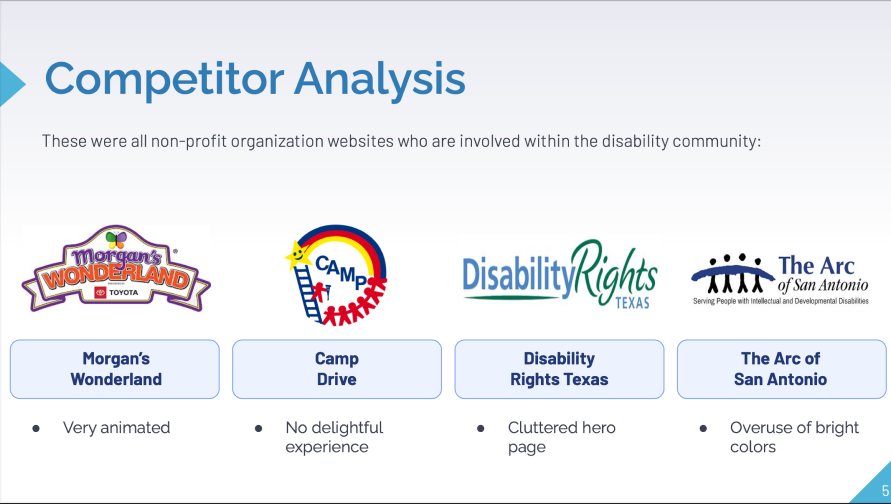 Competitor Analysis
These were all non-profit organization websites who are involved within the disability community:
Morgan's
WONDERLAND
TOYOTA
CAMP
DisabilityRights
TEXAS
The Arc
of San Antonio
Serving People with Intellectual and Developmental Disabilities
Morgan's
Wonderland
Camp
Drive
Disability
Rights Texas
The Arc of
San Antonio
● Very animated
● No delightful
experience
● Cluttered hero
page
● Overuse of bright
colors
5